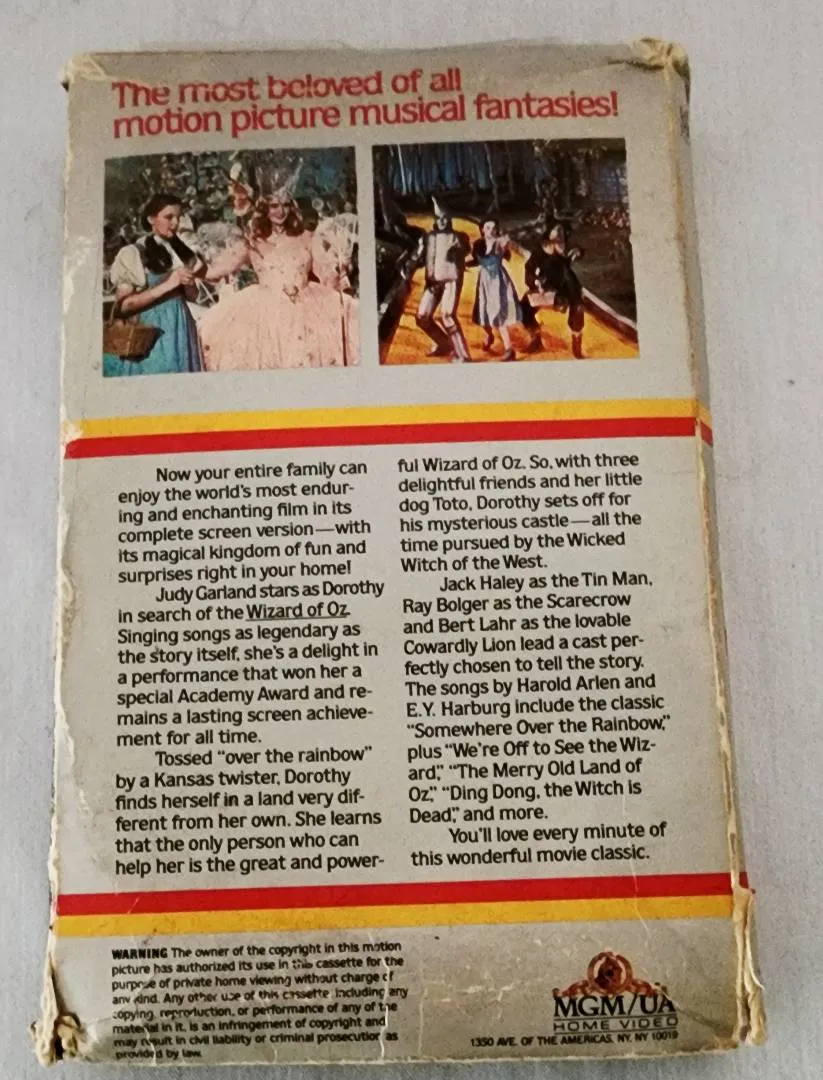 The most beloved of all
motion picture musical fantasies!
Now your entire family can
enjoy the world's most endur-
ing and enchanting film in its
complete screen version—with
its magical kingdom of fun and
surprises right in your home!
Judy Garland stars as Dorothy
in search of the Wizard of Oz.
Singing songs as legendary as
the story itself, she's a delight in
a performance that won her a
special Academy Award and re-
mains a lasting screen achieve-
ment for all time.
Tossed "over the rainbow"
by a Kansas twister, Dorothy
finds herself in a land very dif-
ferent from her own. She learns
that the only person who can
help her is the great and power-
ful Wizard of Oz. So, with three
delightful friends and her little
dog Toto, Dorothy sets off for
his mysterious castle—all the
time pursued by the Wicked
Witch of the West.
Jack Haley as the Tin Man,
Ray Bolger as the Scarecrow
and Bert Lahr as the lovable
Cowardly Lion lead a cast per-
fectly chosen to tell the story.
The songs by Harold Arlen and
E.Y. Harburg include the classic
"Somewhere Over the Rainbow,"
plus "We're Off to See the Wiz-
ard," "The Merry Old Land of
Oz," "Ding Dong, the Witch is
Dead," and more.
You'll love every minute of
this wonderful movie classic.
WARNING The owner of the copyright in this motion
picture has authorized its use in this cassette for the
purpose of private home viewing without charge of
any kind. Any other use of this cassette including any
copying, reproduction, or performance of any of the
material in it, is an infringement of copyright and
may result in civil liability or criminal prosecution as
provided by law.
MGM/UA
HOME VIDEO
1350 AVE. OF THE AMERICAS, NY, NY 10019